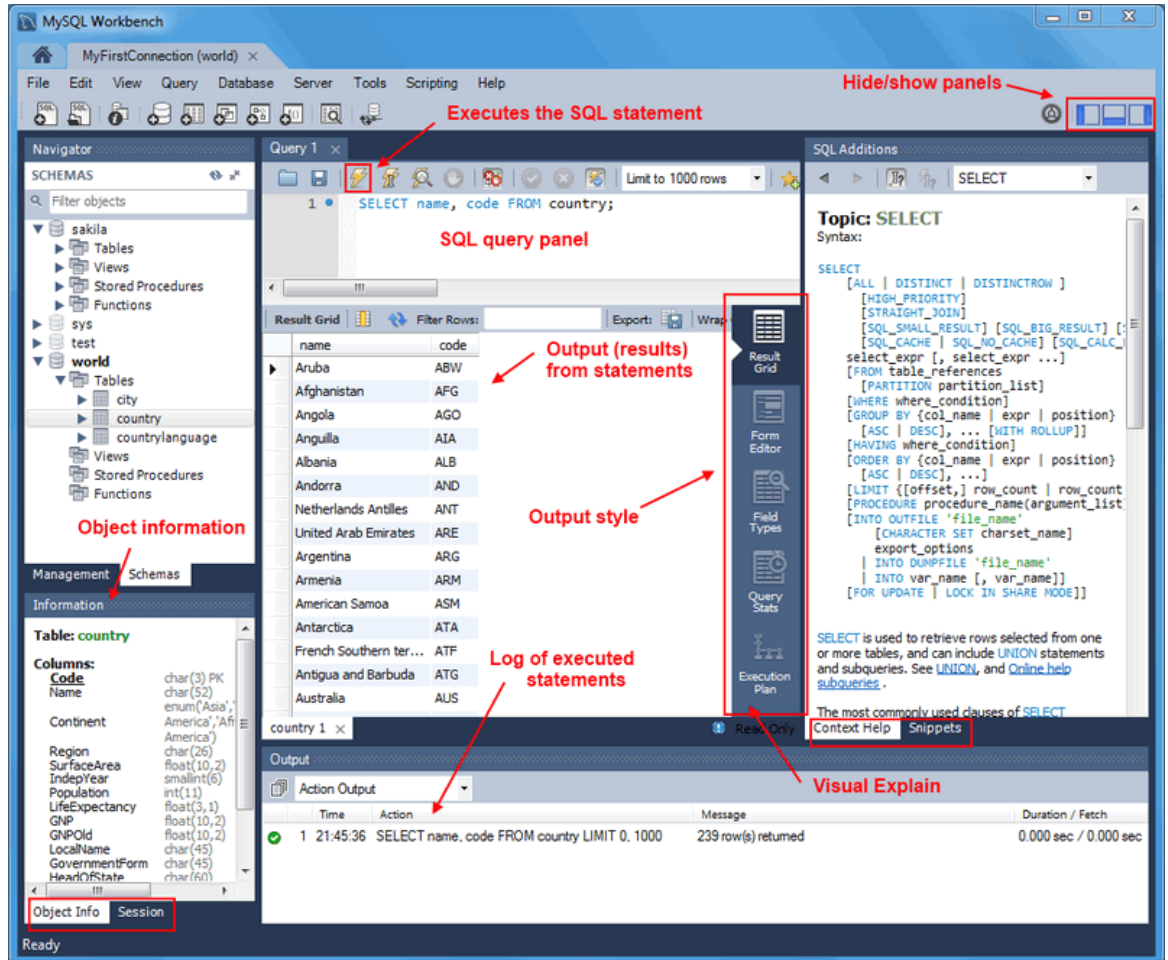 MySQL Workbench
MyFirstConnection (world) ×
File Edit View Query Database Server Tools Scripting Help
Hide/show panels
Executes the SQL statement
Navigator
SCHEMAS
Filter objects
sakila
Tables
Views
Stored Procedures
Functions
sys
test
world
Tables
city
country
countrylanguage
Views
Stored Procedures
Functions
Object information
Management Schemas
Information
Table: country
Columns:
Code char(3) PK
Name char(52)
enum('Asia','
Continent America','Afri
America')
Region char(26)
SurfaceArea float(10,2)
IndepYear smallint(6)
Population int(11)
LifeExpectancy float(3,1)
GNP float(10,2)
GNPOld float(10,2)
LocalName char(45)
GovernmentForm char(45)
HeadOfState char(60)
Object Info Session
Ready
Query 1 ×
Limit to 1000 rows
1 SELECT name, code FROM country;
SQL query panel
Result Grid Filter Rows: Export: Wrap
name code
Aruba ABW
Afghanistan AFG
Angola AGO
Anguilla AIA
Albania ALB
Andorra AND
Netherlands Antilles ANT
United Arab Emirates ARE
Argentina ARG
Armenia ARM
American Samoa ASM
Antarctica ATA
French Southern ter... ATF
Antigua and Barbuda ATG
Australia AUS
Output (results)
from statements
Output style
Log of executed
statements
Result
Grid
Form
Editor
Field
Types
Query
Stats
Execution
Plan
country 1 × Read Only
Visual Explain
SQL Additions
SELECT
Topic: SELECT
Syntax:
SELECT
[ALL | DISTINCT | DISTINCTROW ]
[HIGH_PRIORITY]
[STRAIGHT_JOIN]
[SQL_SMALL_RESULT] [SQL_BIG_RESULT]
[SQL_CACHE | SQL_NO_CACHE]
select_expr [, select_expr ...]
[FROM table_references
[PARTITION partition_list]
[WHERE where_condition]
[GROUP BY {col_name | expr | position}
[ASC | DESC], ... [WITH ROLLUP]]
[HAVING where_condition]
[ORDER BY {col_name | expr | position}
[ASC | DESC], ...]
[LIMIT {[offset,] row_count | row_count
[PROCEDURE procedure_name(argument_list
[INTO OUTFILE 'file_name'
[CHARACTER SET charset_name]
export_options
| INTO DUMPFILE 'file_name'
| INTO var_name [, var_name]]
[FOR UPDATE | LOCK IN SHARE MODE]]
SELECT is used to retrieve rows selected from one
or more tables, and can include UNION statements
and subqueries. See UNION, and Online help
subqueries .
The most commonly used clauses of SELECT
Context Help Snippets
Output
Action Output
Time Action Message Duration / Fetch
1 21:45:36 SELECT name, code FROM country LIMIT 0, 1000 239 row(s) returned 0.000 sec / 0.000 sec